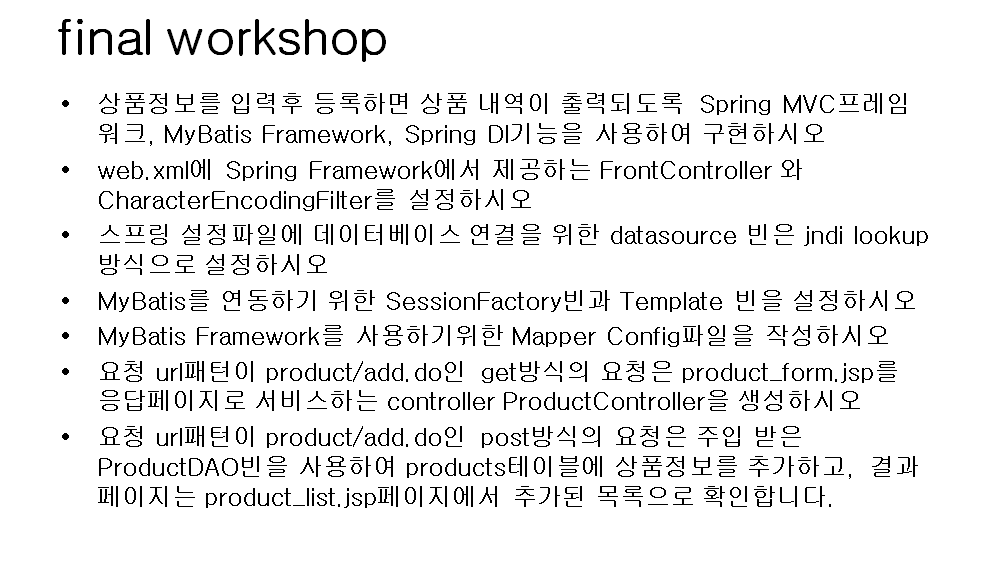 final workshop
• 상품정보를 입력후 등록하면 상품 내역이 출력되도록 Spring MVC프레임
워크, MyBatis Framework, Spring DI기능을 사용하여 구현하시오
• web.xml에 Spring Framework에서 제공하는 FrontController 와
CharacterEncodingFilter를 설정하시오
• 스프링 설정파일에 데이터베이스 연결을 위한 datasource 빈은 jndi lookup
방식으로 설정하시오
• MyBatis를 연동하기 위한 SessionFactory빈과 Template 빈을 설정하시오
• MyBatis Framework를 사용하기위한 Mapper Config파일을 작성하시오
• 요청 url패턴이 product/add.do인 get방식의 요청은 product_form.jsp를
응답페이지로 서비스하는 controller ProductController을 생성하시오
• 요청 url패턴이 product/add.do인 post방식의 요청은 주입 받은
ProductDAO빈을 사용하여 products테이블에 상품정보를 추가하고, 결과
페이지는 product_list.jsp페이지에서 추가된 목록으로 확인합니다.